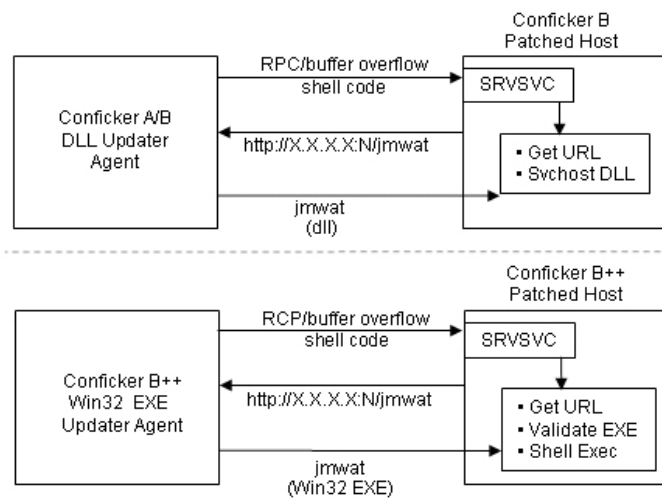 Conficker B
Patched Host
RPC/buffer overflow
shell code
SRVSVC
Conficker A/B
DLL Updater
Agent
http://X.X.X.X:N/jmwat
▪ Get URL
▪ Svchost DLL
jmwat
(dll)
Conficker B++
Patched Host
RCP/buffer overflow
shell code
SRVSVC
Conficker B++
Win32 EXE
Updater Agent
http://X.X.X.X:N/jmwat
▪ Get URL
▪ Validate EXE
▪ Shell Exec
jmwat
(Win32 EXE)